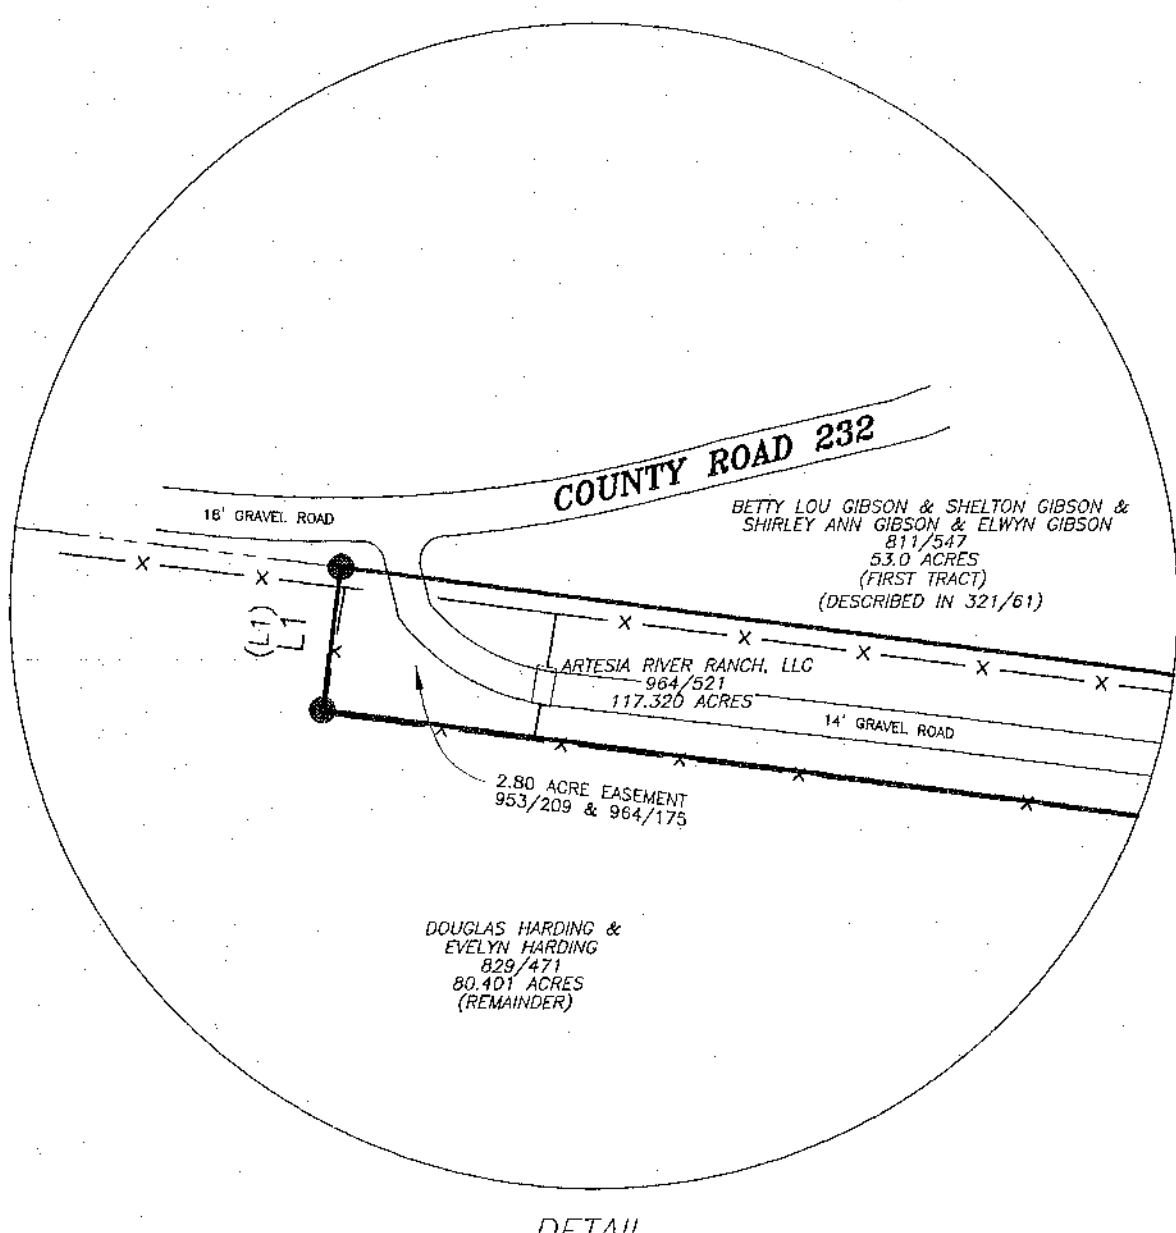 COUNTY ROAD 232
16' GRAVEL ROAD
BETTY LOU GIBSON & SHELTON GIBSON &
SHIRLEY ANN GIBSON & ELWYN GIBSON
811/547
53.0 ACRES
(FIRST TRACT)
(DESCRIBED IN 321/61)
(L1)
L1
ARTESIA RIVER RANCH, LLC
964/521
117.320 ACRES
14' GRAVEL ROAD
2.80 ACRE EASEMENT
953/209 & 964/175
DOUGLAS HARDING &
EVELYN HARDING
829/471
80.401 ACRES
(REMAINDER)
DETAIL